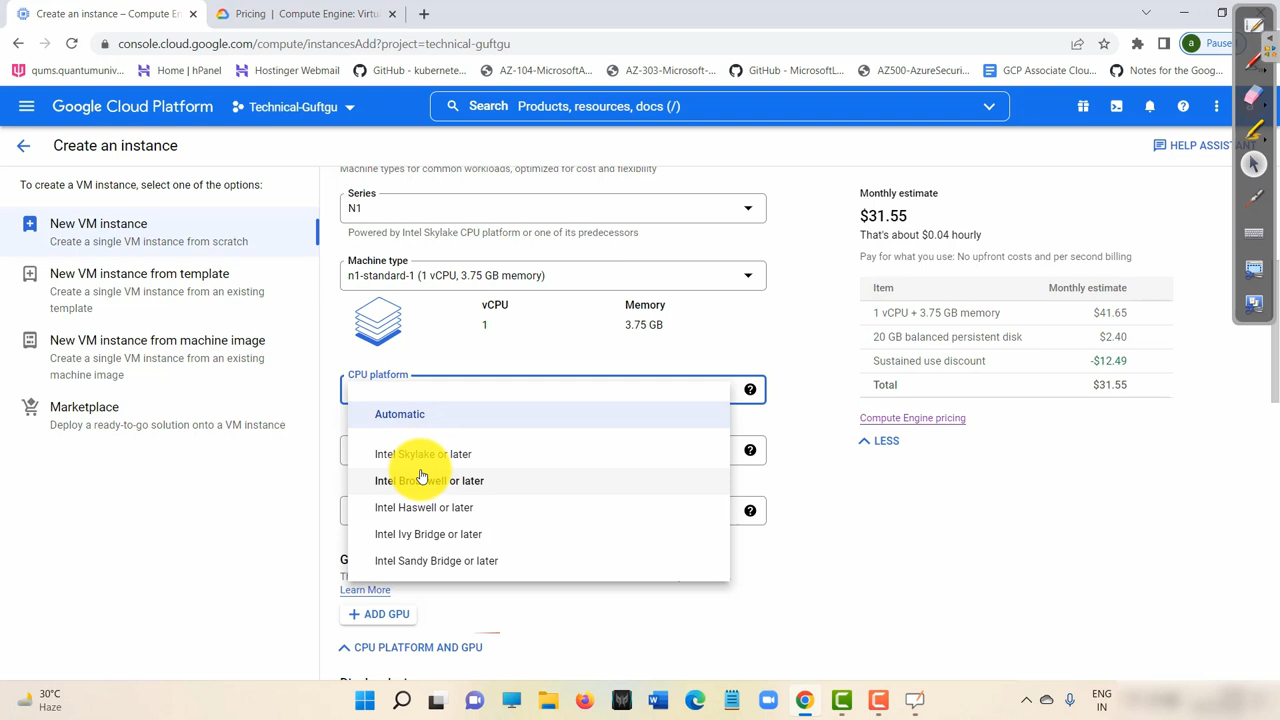 Create an instance – Compute En
Pricing | Compute Engine: Virtu
console.cloud.google.com/compute/instancesAdd?project=technical-guftgu
a
Paused
qums.quantumuniv...
Home | hPanel
Hostinger Webmail
GitHub - kubernete...
AZ-104-MicrosoftA...
AZ-303-Microsoft-...
GitHub - MicrosoftL...
AZ500-AzureSecurit...
GCP Associate Clou...
Notes for the Goog...
Google Cloud Platform
Technical-Guftgu
Search Products, resources, docs (/)
Create an instance
HELP ASSIST
To create a VM instance, select one of the options:
New VM instance
Create a single VM instance from scratch
New VM instance from template
Create a single VM instance from an existing
template
New VM instance from machine image
Create a single VM instance from an existing
machine image
Marketplace
Deploy a ready-to-go solution onto a VM instance
Machine types for common workloads, optimized for cost and flexibility
Series
N1
Powered by Intel Skylake CPU platform or one of its predecessors
Machine type
n1-standard-1 (1 vCPU, 3.75 GB memory)
vCPU
Memory
1
3.75 GB
CPU platform
Automatic
Intel Skylake or later
Intel Broadwell or later
Intel Haswell or later
Intel Ivy Bridge or later
Intel Sandy Bridge or later
Learn More
ADD GPU
CPU PLATFORM AND GPU
Monthly estimate
$31.55
That's about $0.04 hourly
Pay for what you use: No upfront costs and per second billing
Item Monthly estimate
1 vCPU + 3.75 GB memory $41.65
20 GB balanced persistent disk $2.40
Sustained use discount -$12.49
Total $31.55
Compute Engine pricing
LESS
30°C
Haze
ENG
IN